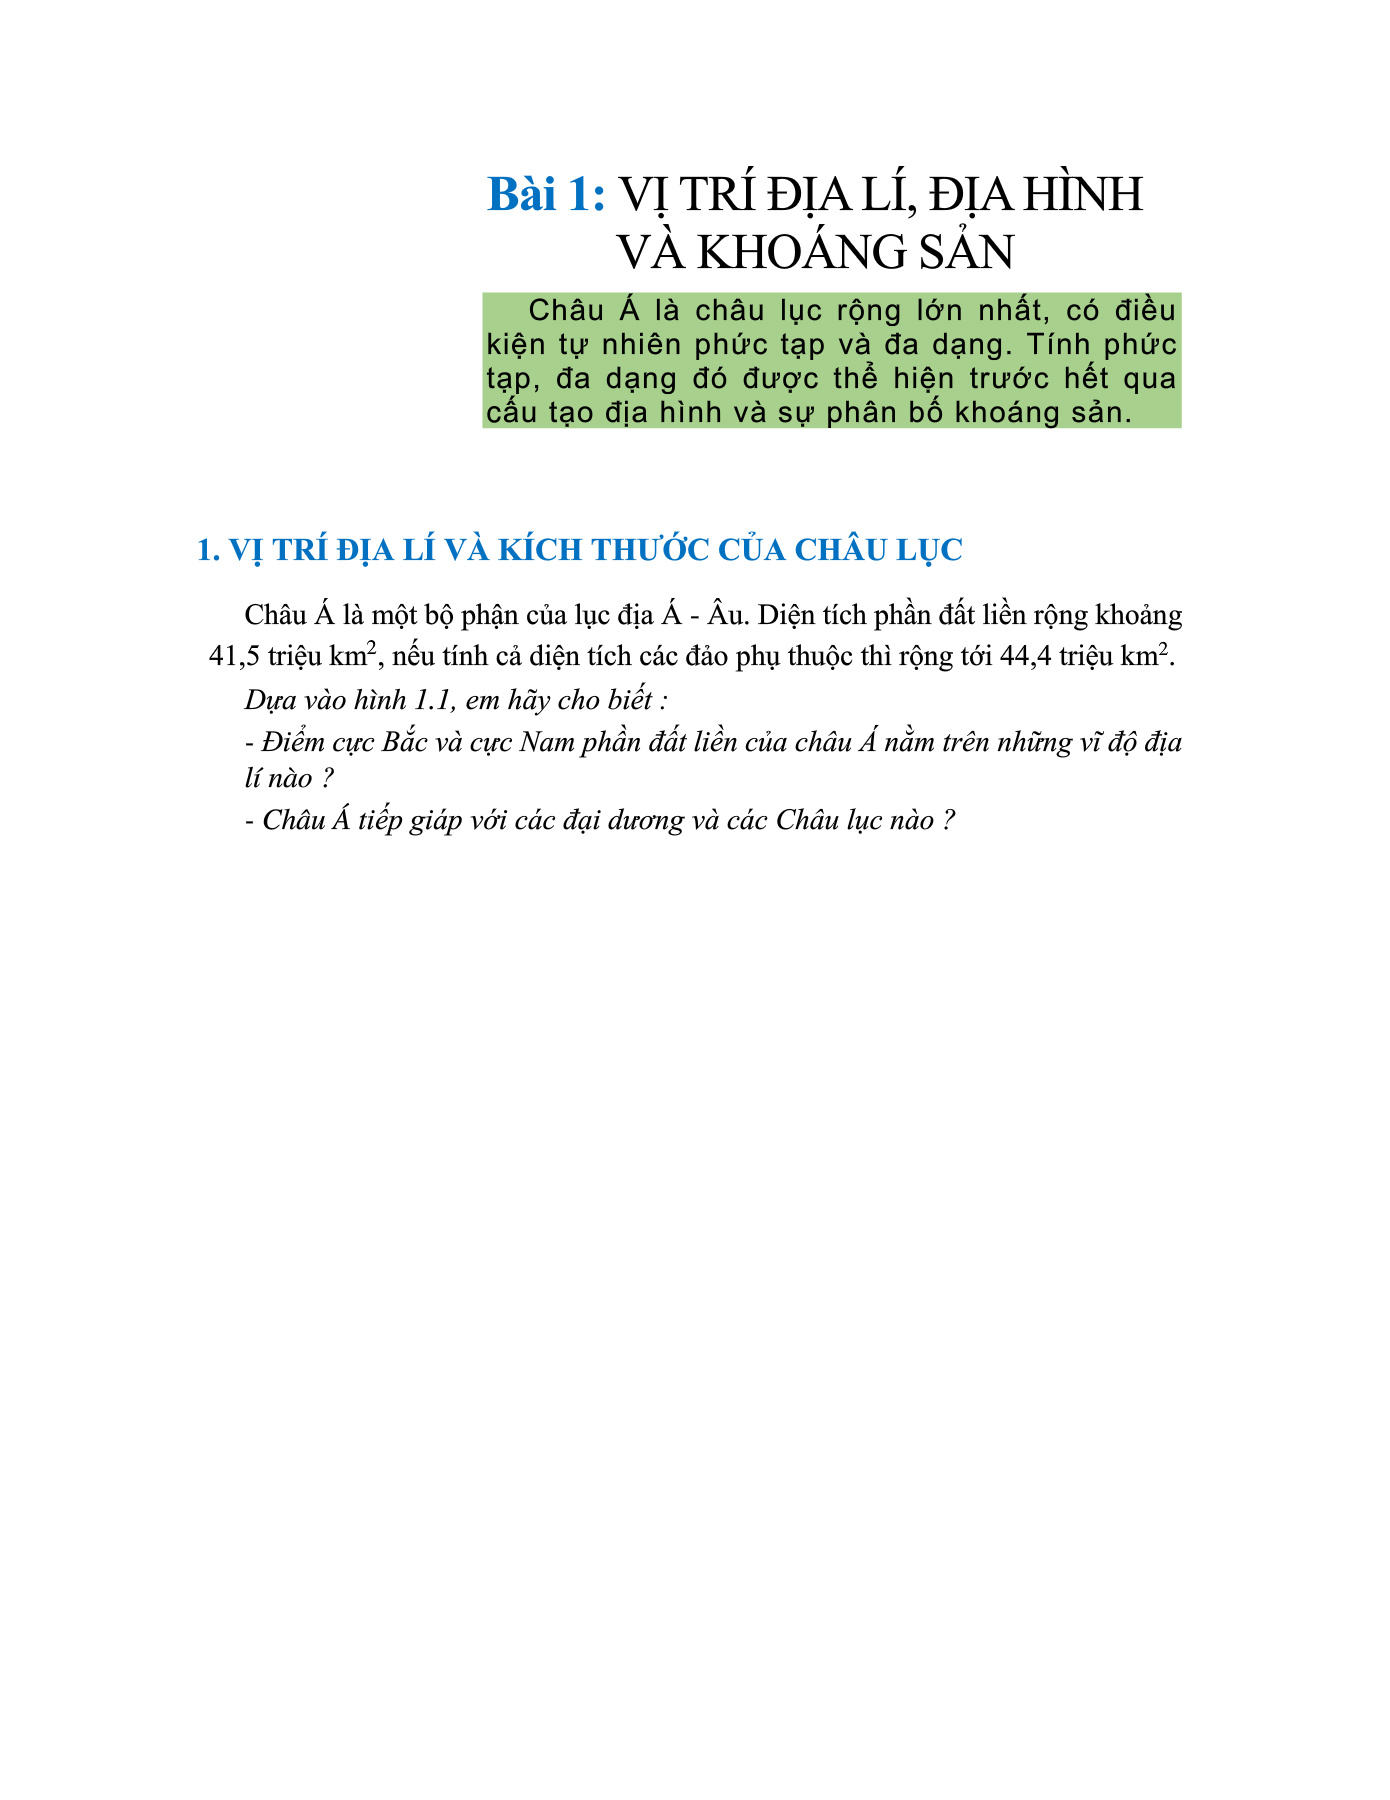 Bài 1: VỊ TRÍ ĐỊA LÍ, ĐỊA HÌNH
VÀ KHOÁNG SẢN
Châu Á là châu lục rộng lớn nhất, có điều
kiện tự nhiên phức tạp và đa dạng. Tính phức
tạp, đa dạng đó được thể hiện trước hết qua
cấu tạo địa hình và sự phân bố khoáng sản.
1. VỊ TRÍ ĐỊA LÍ VÀ KÍCH THƯỚC CỦA CHÂU LỤC
Châu Á là một bộ phận của lục địa Á - Âu. Diện tích phần đất liền rộng khoảng
41,5 triệu km², nếu tính cả diện tích các đảo phụ thuộc thì rộng tới 44,4 triệu km².
Dựa vào hình 1.1, em hãy cho biết :
- Điểm cực Bắc và cực Nam phần đất liền của châu Á nằm trên những vĩ độ địa
lí nào ?
- Châu Á tiếp giáp với các đại dương và các Châu lục nào ?